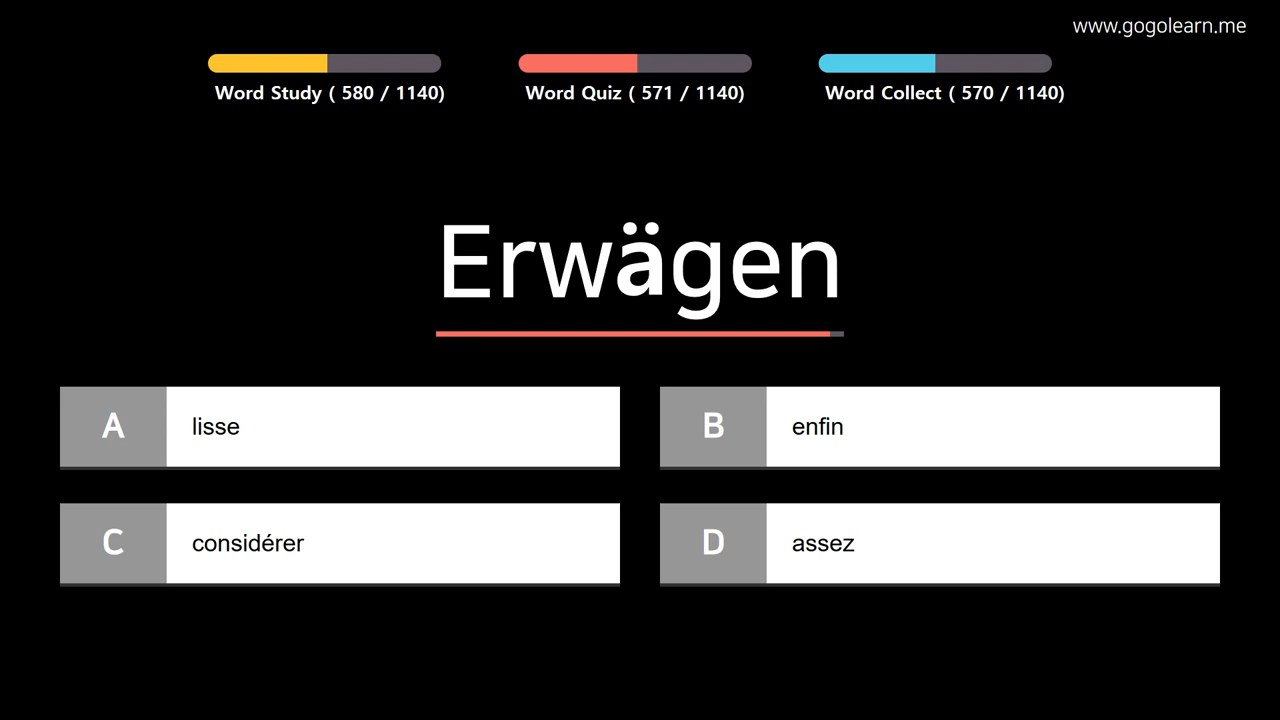 www.gogolearn.me
Word Study ( 580 / 1140)
Word Quiz ( 571 / 1140)
Word Collect ( 570 / 1140)
Erwägen
A
lisse
B
enfin
C
considérer
D
assez